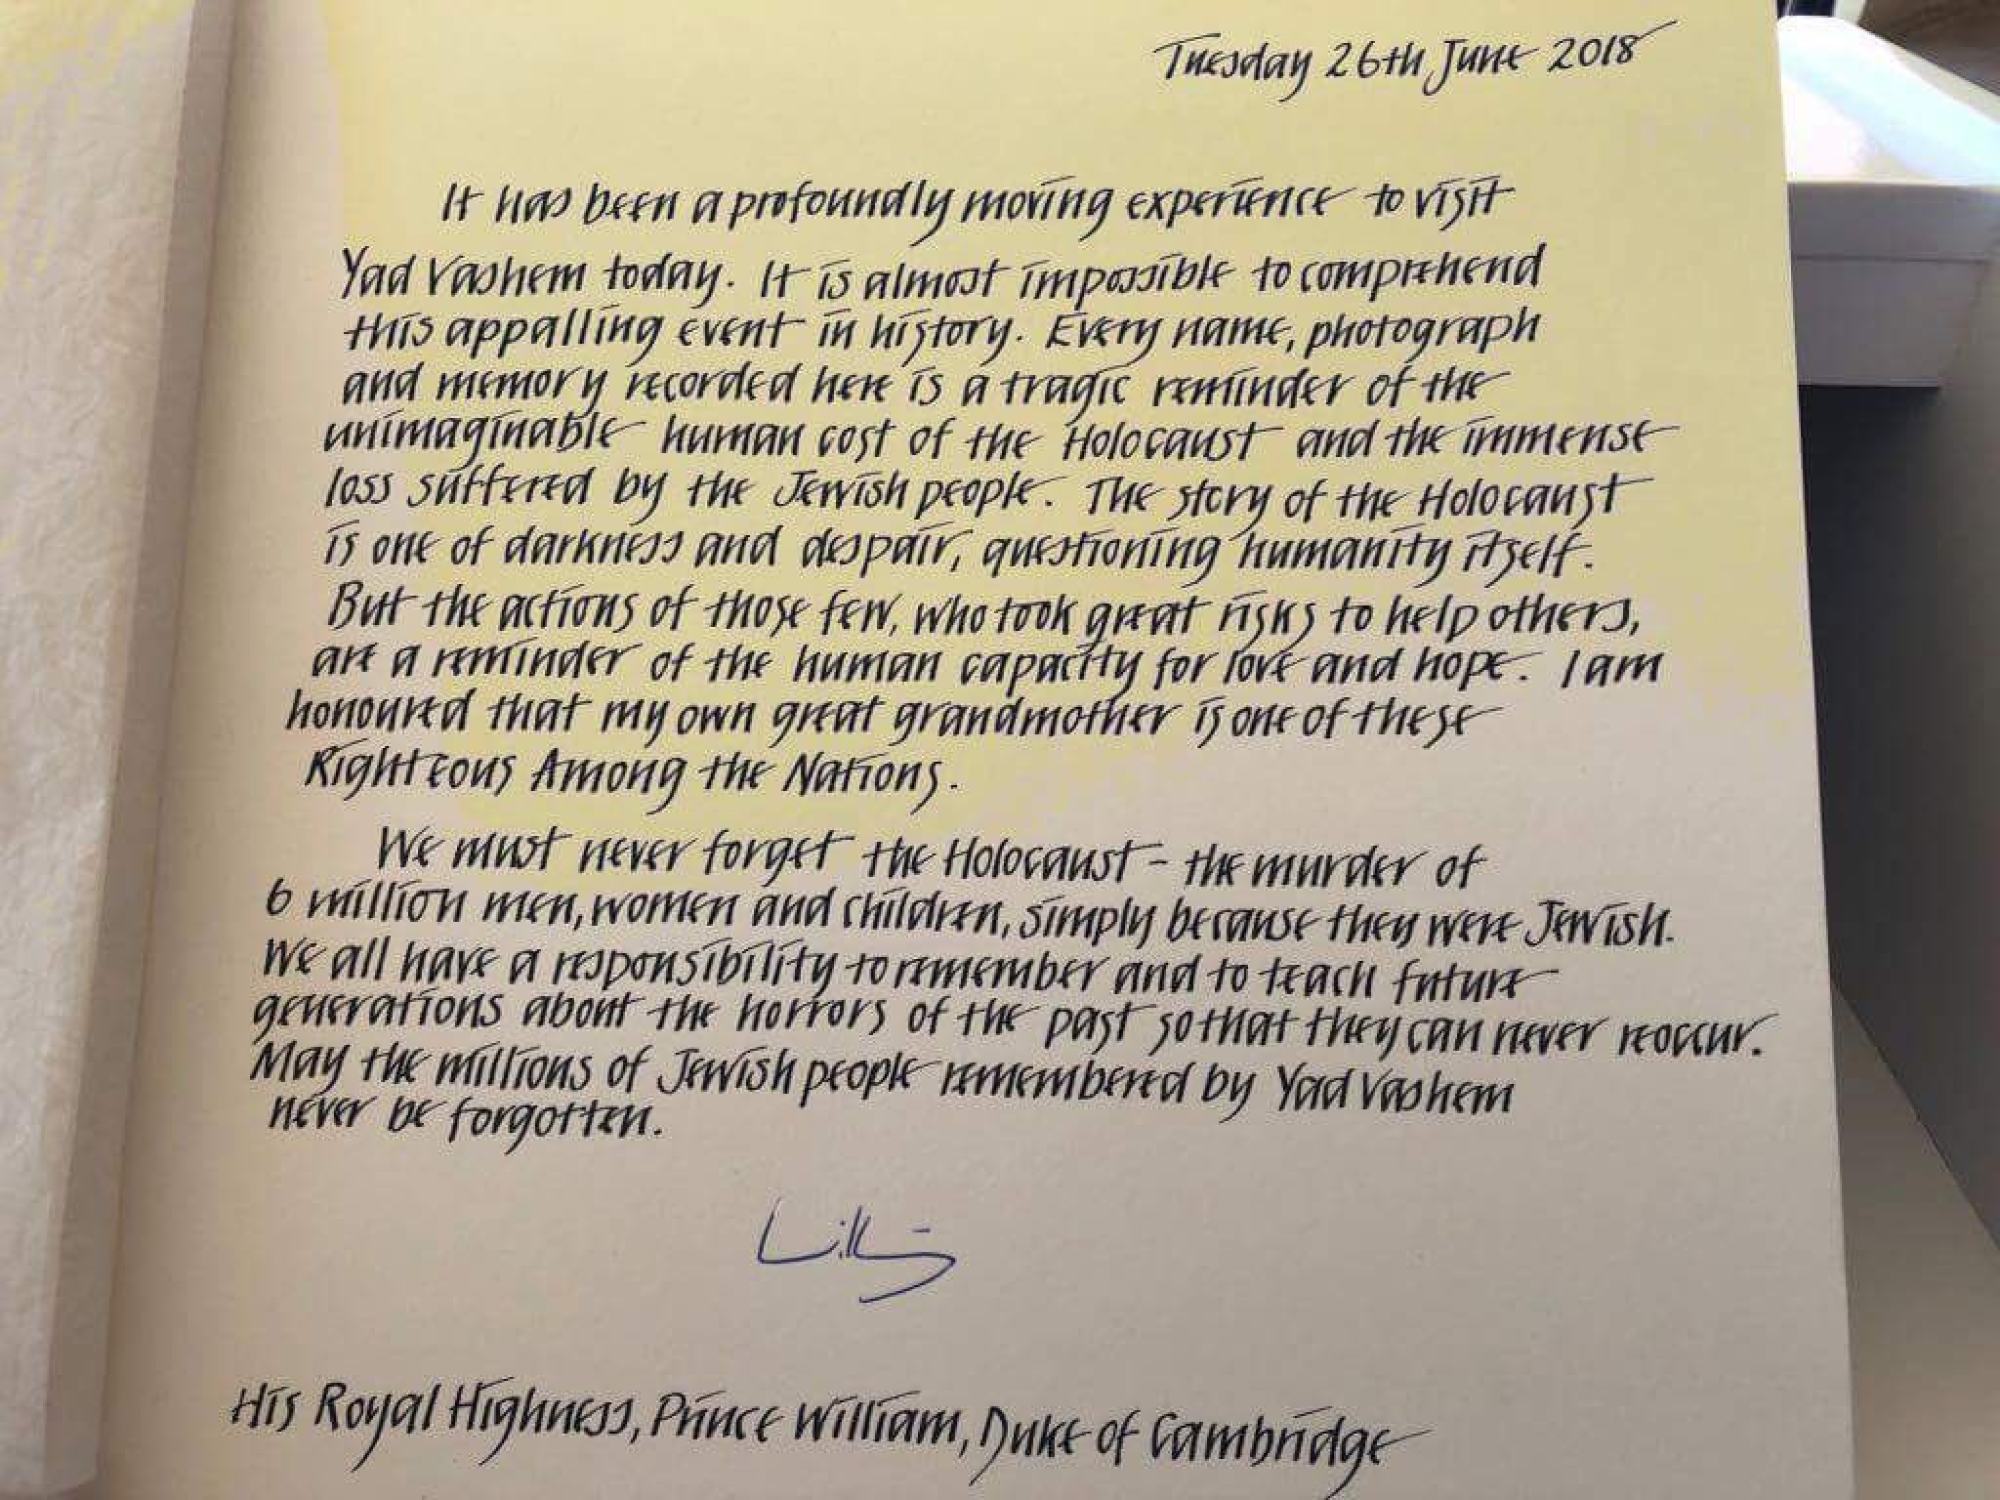 Tuesday 26th June 2018
It has been a profoundly moving experience to visit
Yad Vashem today. It is almost impossible to comprehend
this appalling event in history. Every name, photograph
and memory recorded here is a tragic reminder of the
unimaginable human cost of the Holocaust and the immense
loss suffered by the Jewish people. The story of the Holocaust
is one of darkness and despair, questioning humanity itself.
But the actions of those few, who took great risks to help others,
are a reminder of the human capacity for love and hope. I am
honoured that my own great grandmother is one of these
Righteous Among the Nations.
We must never forget the Holocaust - the murder of
6 million men, women and children, simply because they were Jewish.
We all have a responsibility to remember and to teach future
generations about the horrors of the past so that they can never reoccur.
May the millions of Jewish people remembered by Yad Vashem
never be forgotten.
William
His Royal Highness, Prince William, Duke of Cambridge